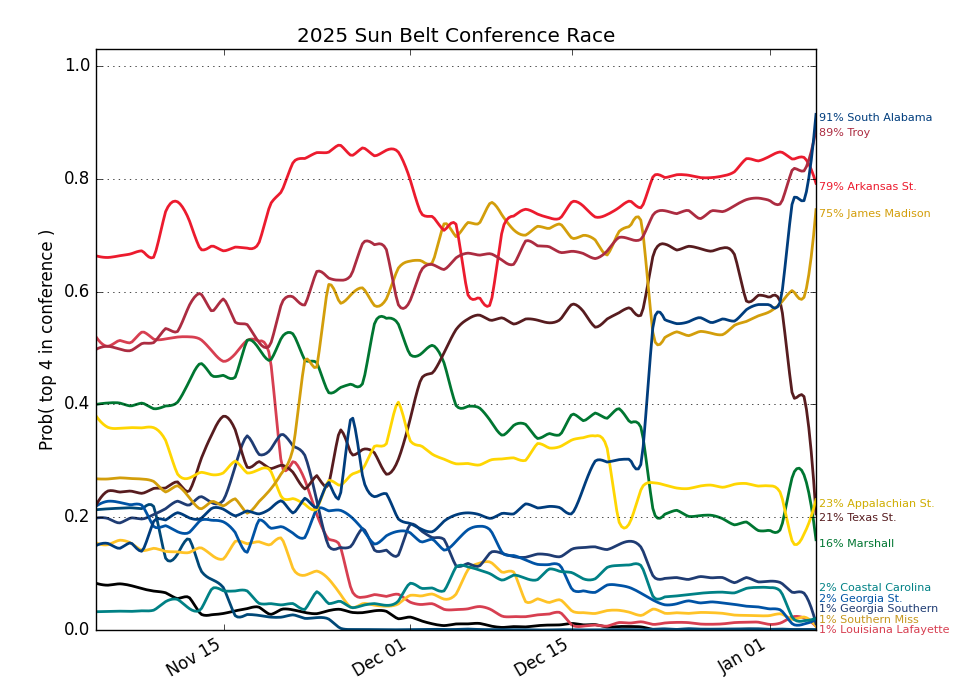 2025 Sun Belt Conference Race
Prob( top 4 in conference )
1.0
0.8
0.6
0.4
0.2
0.0
Nov 15
Dec 01
Dec 15
Jan 01
91% South Alabama
89% Troy
79% Arkansas St.
75% James Madison
23% Appalachian St.
21% Texas St.
16% Marshall
2% Coastal Carolina
2% Georgia St.
1% Georgia Southern
1% Southern Miss
1% Louisiana Lafayette